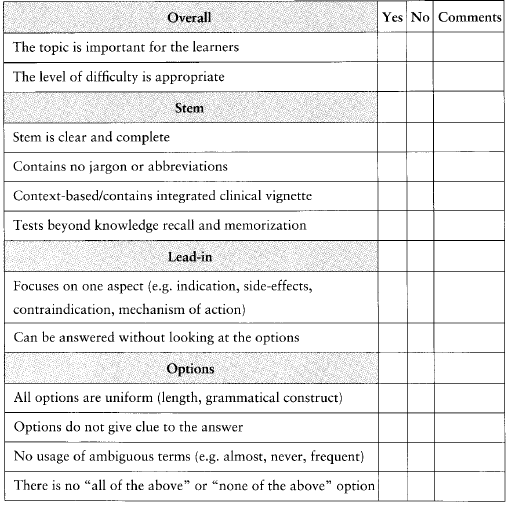 Overall Yes No Comments
The topic is important for the learners
The level of difficulty is appropriate
Stem
Stem is clear and complete
Contains no jargon or abbreviations
Context-based/contains integrated clinical vignette
Tests beyond knowledge recall and memorization
Lead-in
Focuses on one aspect (e.g. indication, side-effects,
contraindication, mechanism of action)
Can be answered without looking at the options
Options
All options are uniform (length, grammatical construct)
Options do not give clue to the answer
No usage of ambiguous terms (e.g. almost, never, frequent)
There is no “all of the above” or “none of the above” option